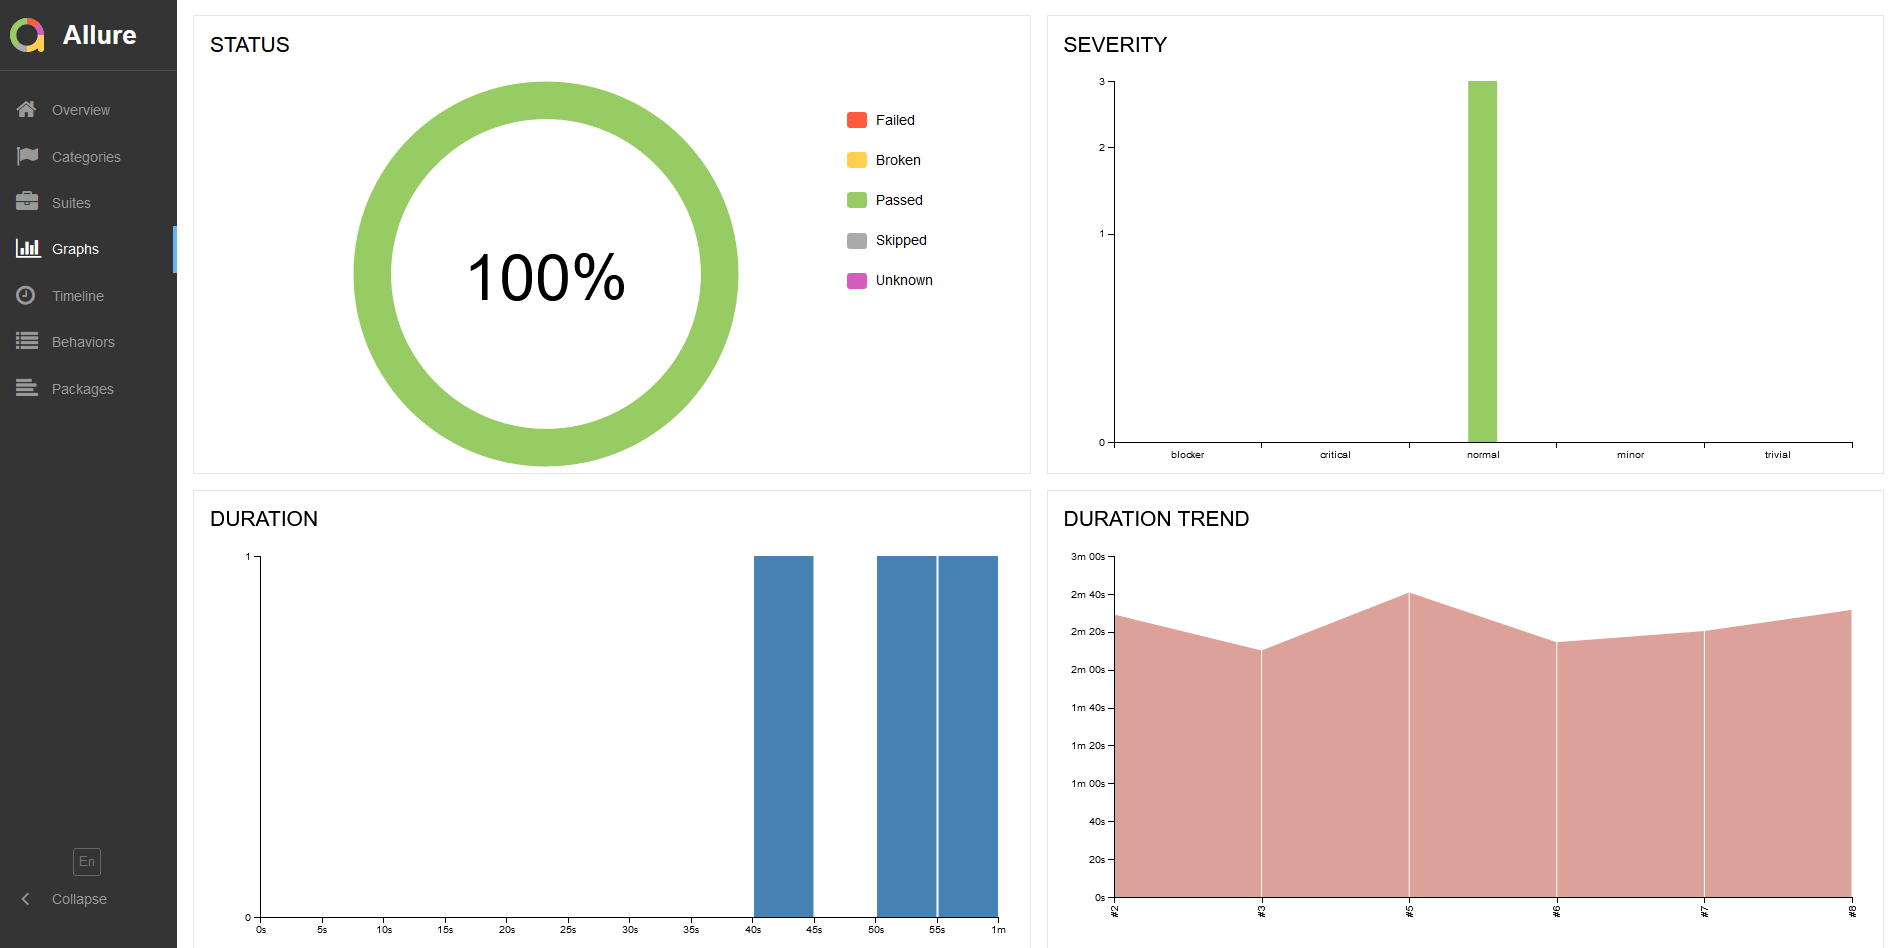 Allure
Overview
Categories
Suites
Graphs
Timeline
Behaviors
Packages
En
Collapse
STATUS
100%
Failed
Broken
Passed
Skipped
Unknown
SEVERITY
3
2
1
0
blocker critical normal minor trivial
DURATION
1
0
0s 5s 10s 15s 20s 25s 30s 35s 40s 45s 50s 55s 1m
DURATION TREND
3m 00s
2m 40s
2m 20s
2m 00s
1m 40s
1m 20s
1m 00s
40s
20s
0s
#2 #3 #5 #6 #7 #8